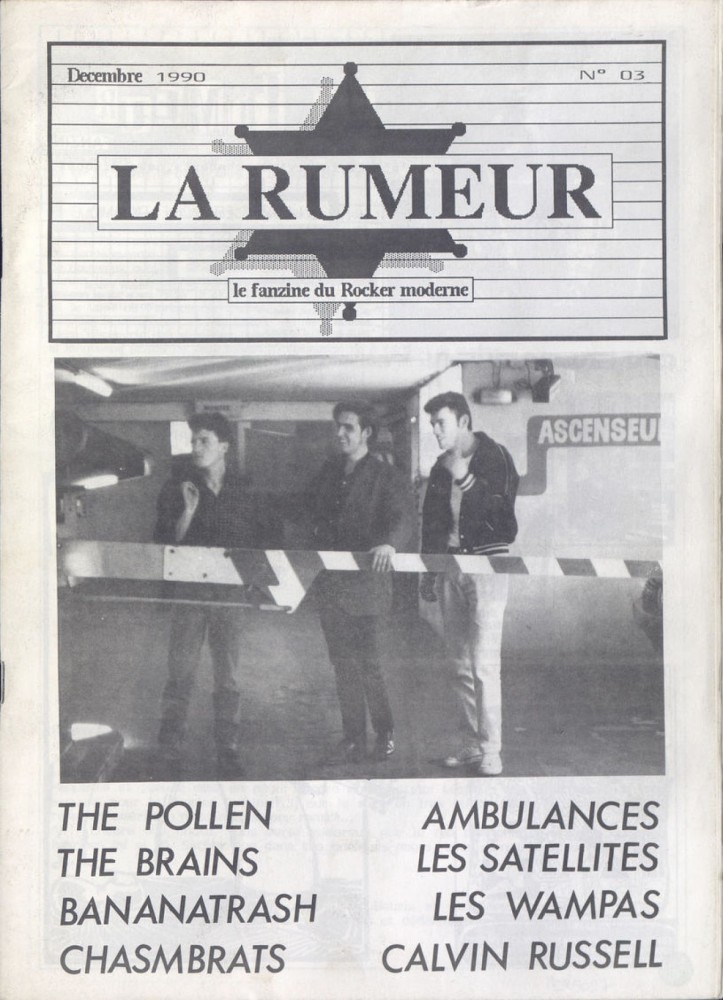 Decembre 1990 N° 03
LA RUMEUR
le fanzine du Rocker moderne
ASCENSEU
THE POLLEN AMBULANCES
THE BRAINS LES SATELLITES
BANANATRASH LES WAMPAS
CHASMBRATS CALVIN RUSSELL